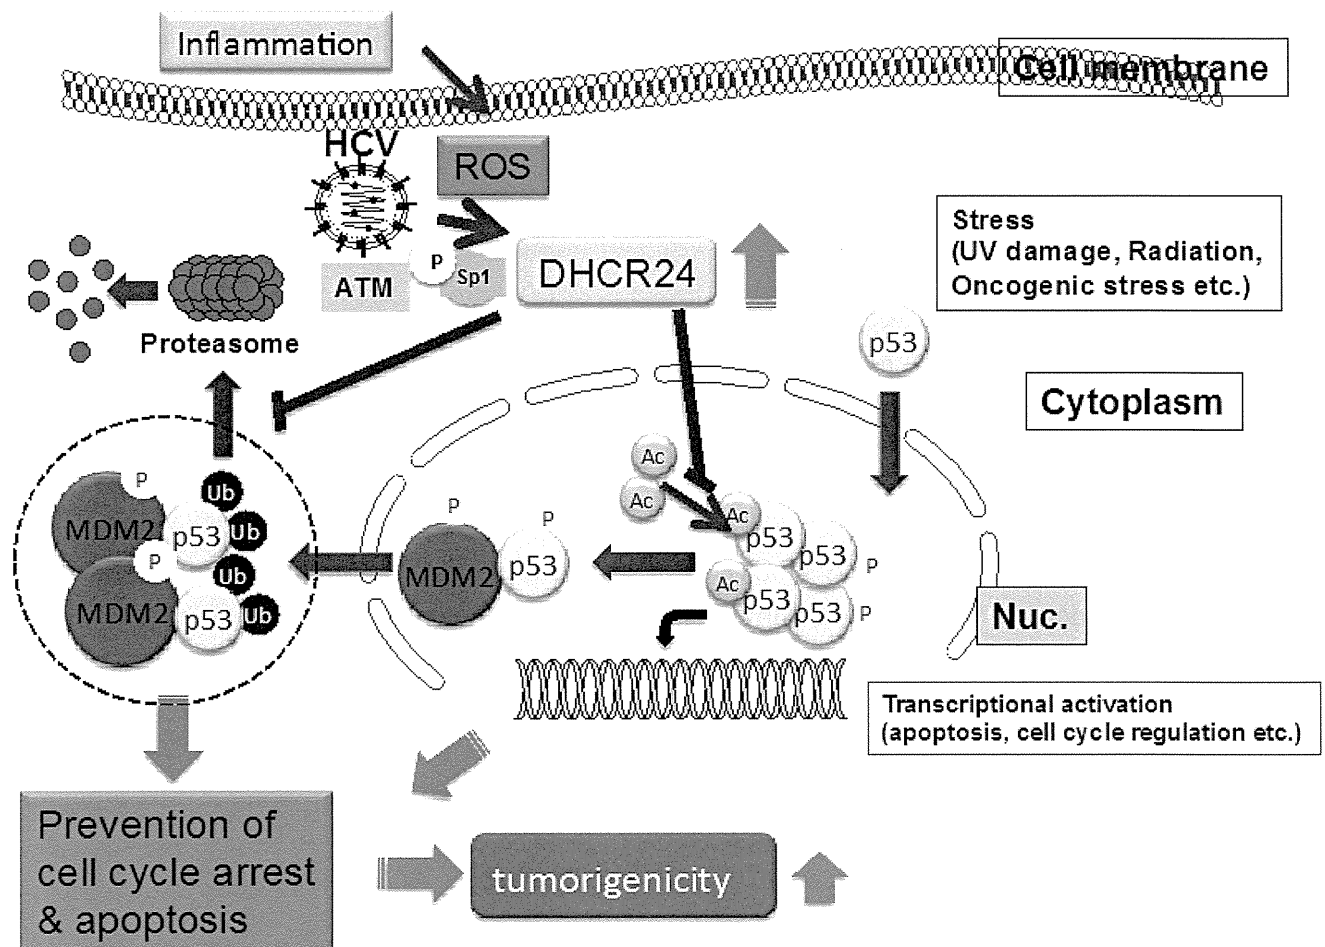 Inflammation
Cell membrane
HCV
ROS
Stress
(UV damage, Radiation,
Oncogenic stress etc.)
P
ATM
Sp1
DHCR24
Proteasome
p53
Cytoplasm
Ac
Ac
P
Ub
MDM2
p53
Ub
P
Ub
MDM2
p53
Ub
P
P
MDM2
p53
Ac
p53
p53
P
Ac
p53
p53
P
Nuc.
Transcriptional activation
(apoptosis, cell cycle regulation etc.)
Prevention of
cell cycle arrest
& apoptosis
tumorigenicity